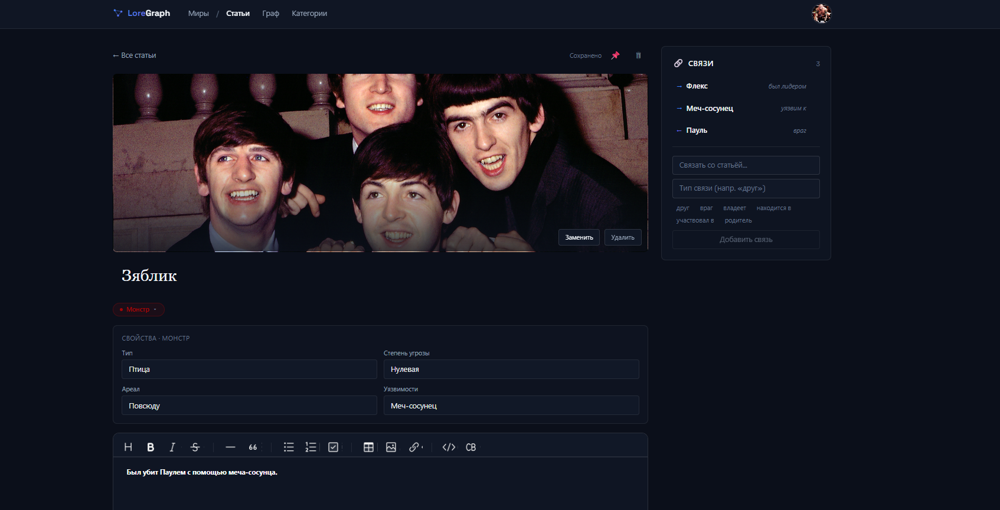 LoreGraph Миры / Статьи Граф Категории
← Все статьи
Сохранено
Заменить Удалить
Зяблик
Монстр
СВОЙСТВА · МОНСТР
Тип Степень угрозы
Птица Нулевая
Ареал Уязвимости
Повсюду Меч-сосунец
H B I S — 66 </> CB
Был убит Паулем с помощью меча-сосунца.
СВЯЗИ 3
→ Флекс был лидером
→ Меч-сосунец уязвим к
← Пауль враг
Связать со статьёй...
Тип связи (напр. «друг»)
друг враг владеет находится в
участвовал в родитель
Добавить связь